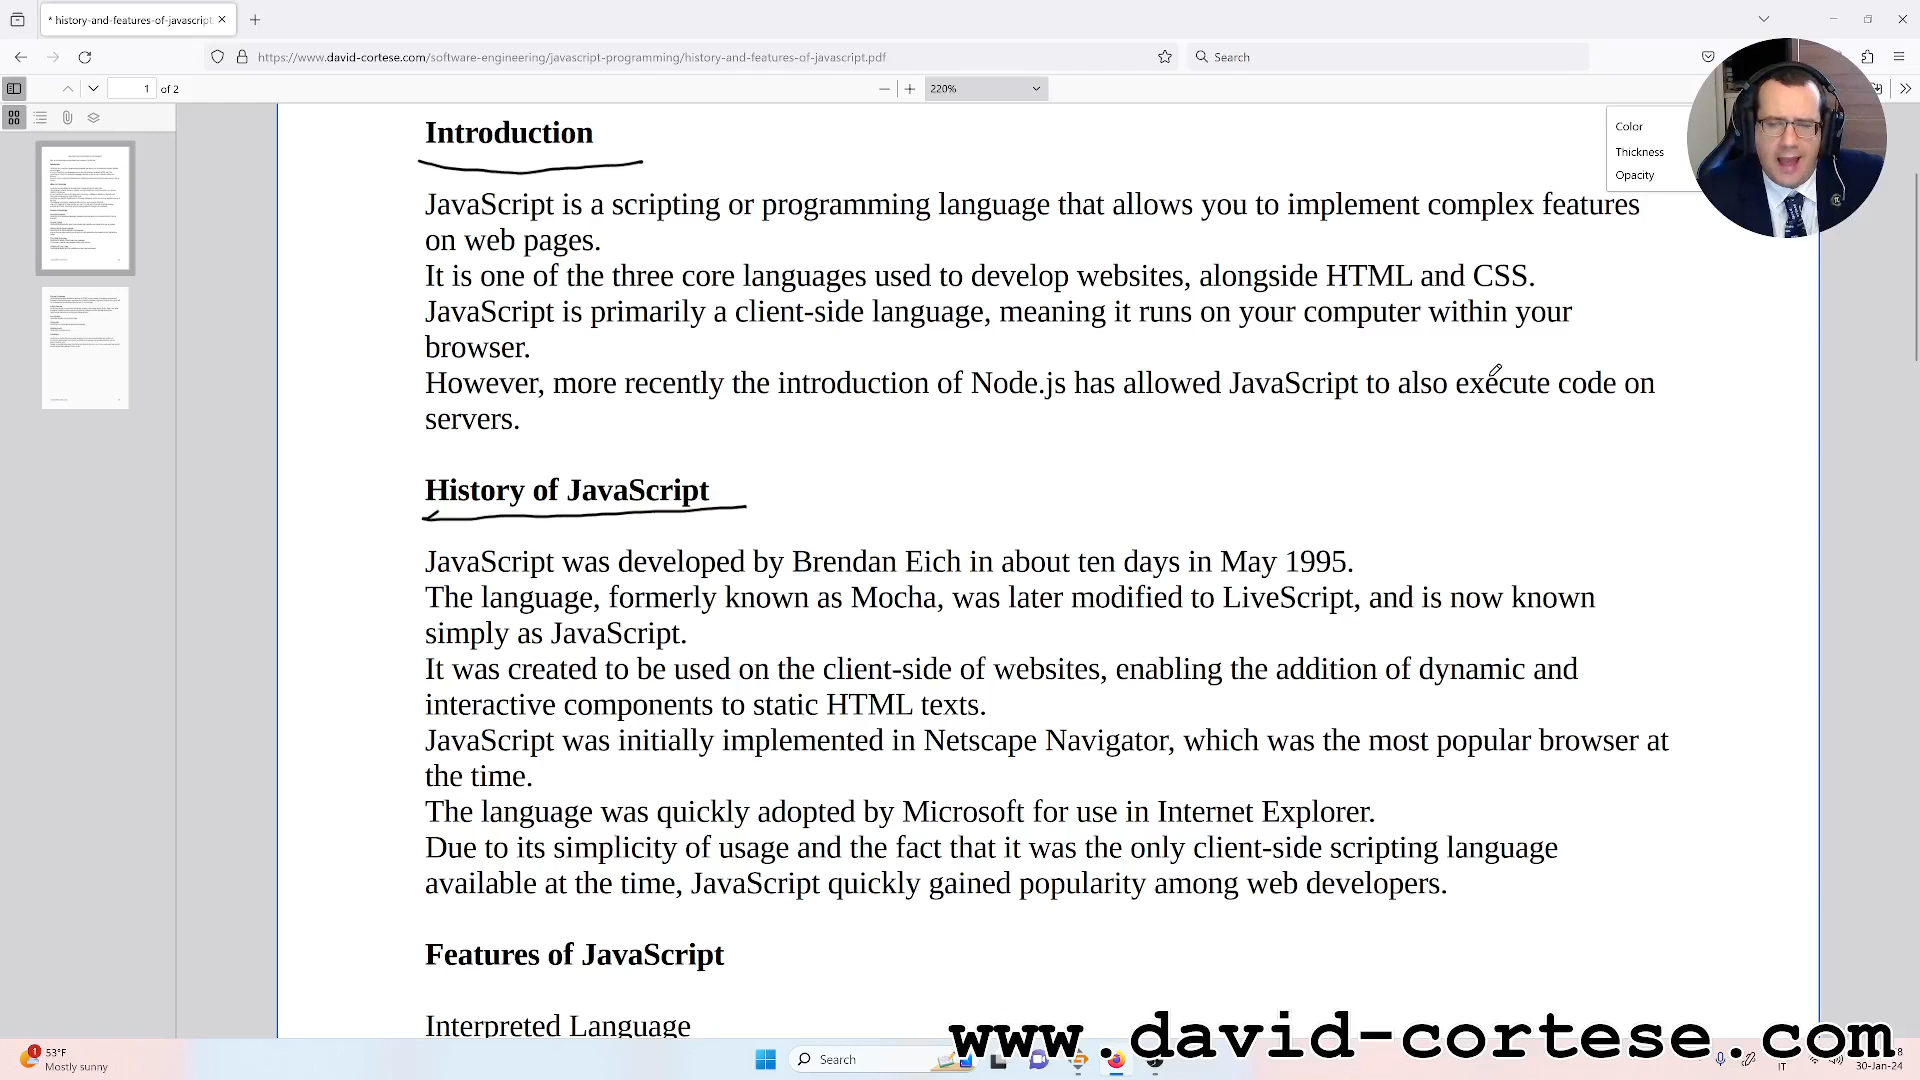 * history-and-features-of-javascript.
https://www.david-cortese.com/software-engineering/javascript-programming/history-and-features-of-javascript.pdf
Search
1 of 2
220%
Color
Thickness
Opacity
Introduction
JavaScript is a scripting or programming language that allows you to implement complex features
on web pages.
It is one of the three core languages used to develop websites, alongside HTML and CSS.
JavaScript is primarily a client-side language, meaning it runs on your computer within your
browser.
However, more recently the introduction of Node.js has allowed JavaScript to also execute code on
servers.
History of JavaScript
JavaScript was developed by Brendan Eich in about ten days in May 1995.
The language, formerly known as Mocha, was later modified to LiveScript, and is now known
simply as JavaScript.
It was created to be used on the client-side of websites, enabling the addition of dynamic and
interactive components to static HTML texts.
JavaScript was initially implemented in Netscape Navigator, which was the most popular browser at
the time.
The language was quickly adopted by Microsoft for use in Internet Explorer.
Due to its simplicity of usage and the fact that it was the only client-side scripting language
available at the time, JavaScript quickly gained popularity among web developers.
Features of JavaScript
Interpreted Language
www.david-cortese.com
1
53°F
Mostly sunny
Search
IT
30-Jan-24